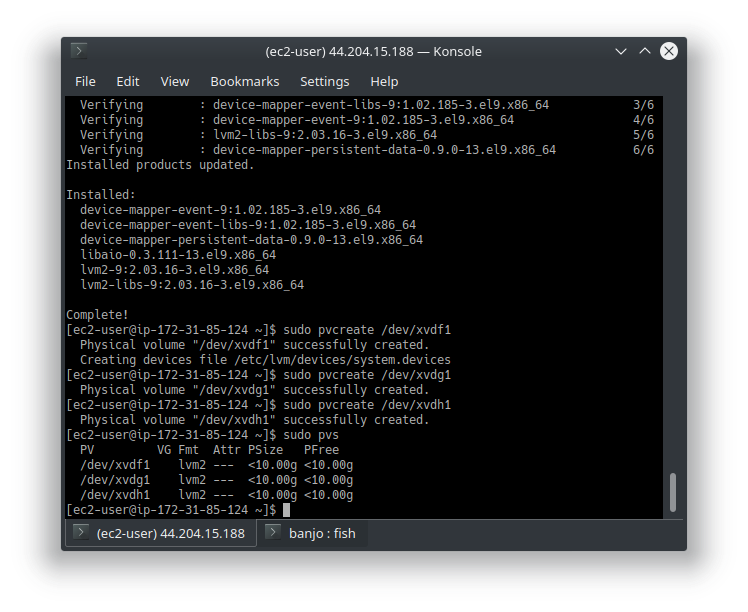 (ec2-user) 44.204.15.188 — Konsole
File Edit View Bookmarks Settings Help
Verifying : device-mapper-event-libs-9:1.02.185-3.el9.x86_64 3/6
Verifying : device-mapper-event-9:1.02.185-3.el9.x86_64 4/6
Verifying : lvm2-libs-9:2.03.16-3.el9.x86_64 5/6
Verifying : device-mapper-persistent-data-0.9.0-13.el9.x86_64 6/6
Installed products updated.
Installed:
device-mapper-event-9:1.02.185-3.el9.x86_64
device-mapper-event-libs-9:1.02.185-3.el9.x86_64
device-mapper-persistent-data-0.9.0-13.el9.x86_64
libaio-0.3.111-13.el9.x86_64
lvm2-9:2.03.16-3.el9.x86_64
lvm2-libs-9:2.03.16-3.el9.x86_64
Complete!
[ec2-user@ip-172-31-85-124 ~]$ sudo pvcreate /dev/xvdf1
Physical volume "/dev/xvdf1" successfully created.
Creating devices file /etc/lvm/devices/system.devices
[ec2-user@ip-172-31-85-124 ~]$ sudo pvcreate /dev/xvdg1
Physical volume "/dev/xvdg1" successfully created.
[ec2-user@ip-172-31-85-124 ~]$ sudo pvcreate /dev/xvdh1
Physical volume "/dev/xvdh1" successfully created.
[ec2-user@ip-172-31-85-124 ~]$ sudo pvs
PV VG Fmt Attr PSize PFree
/dev/xvdf1 lvm2 --- <10.00g <10.00g
/dev/xvdg1 lvm2 --- <10.00g <10.00g
/dev/xvdh1 lvm2 --- <10.00g <10.00g
[ec2-user@ip-172-31-85-124 ~]$
(ec2-user) 44.204.15.188 banjo : fish